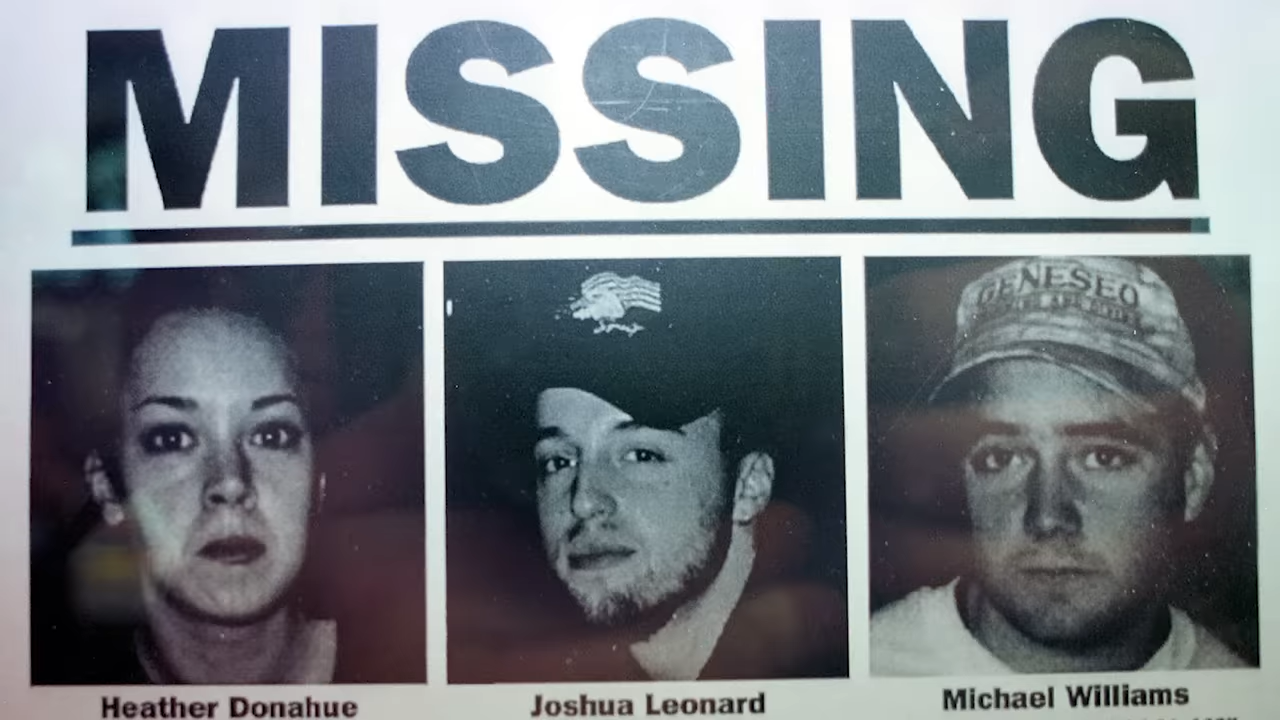 MISSING
GENESEO
Heather Donahue
Joshua Leonard
Michael Williams